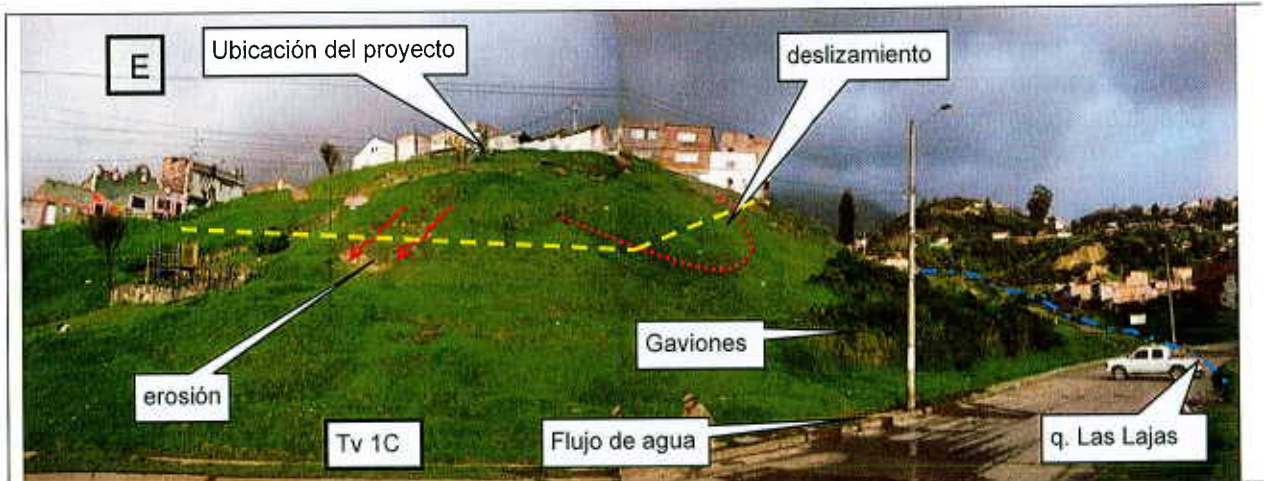 E
Ubicación del proyecto
deslizamiento
Gaviones
erosión
Tv 1C
Flujo de agua
q. Las Lajas